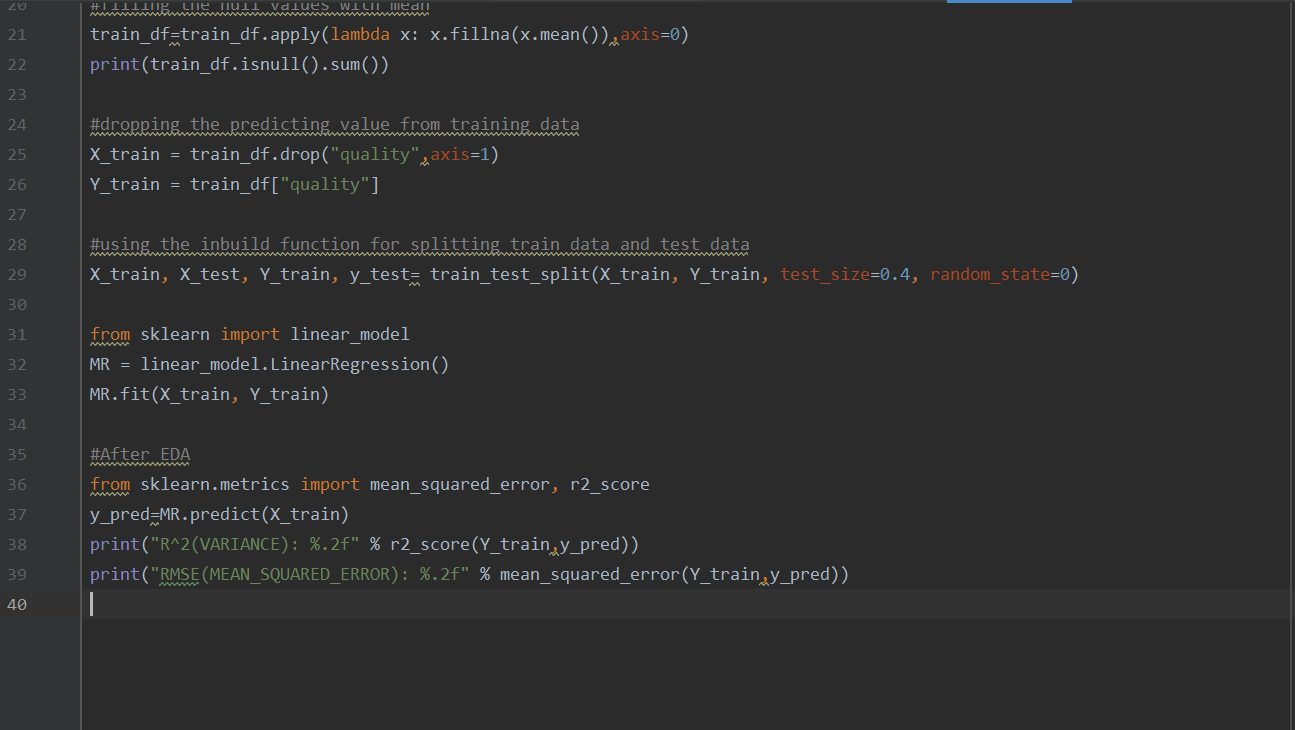 20 #filling the null values with mean
21 train_df=train_df.apply(lambda x: x.fillna(x.mean()),axis=0)
22 print(train_df.isnull().sum())
23
24 #dropping the predicting value from training data
25 X_train = train_df.drop("quality",axis=1)
26 Y_train = train_df["quality"]
27
28 #using the inbuild function for splitting train data and test data
29 X_train, X_test, Y_train, y_test= train_test_split(X_train, Y_train, test_size=0.4, random_state=0)
30
31 from sklearn import linear_model
32 MR = linear_model.LinearRegression()
33 MR.fit(X_train, Y_train)
34
35 #After EDA
36 from sklearn.metrics import mean_squared_error, r2_score
37 y_pred=MR.predict(X_train)
38 print("R^2(VARIANCE): %.2f" % r2_score(Y_train,y_pred))
39 print("RMSE(MEAN_SQUARED_ERROR): %.2f" % mean_squared_error(Y_train,y_pred))
40